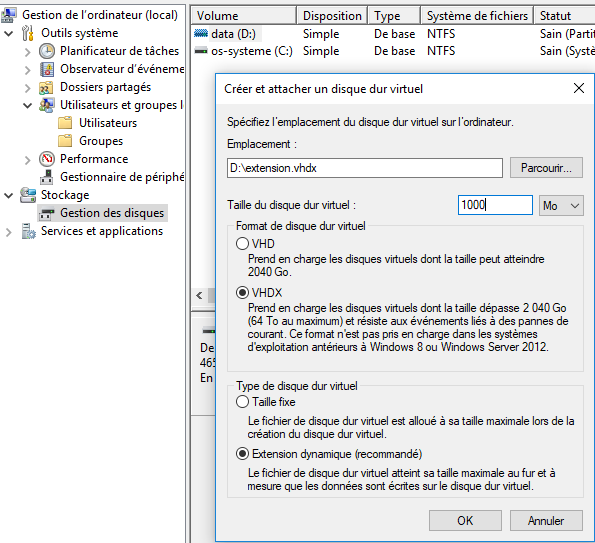 Gestion de l'ordinateur (local)
Outils système
Planificateur de tâches
Observateur d'événeme
Dossiers partagés
Utilisateurs et groupes l
Utilisateurs
Groupes
Performance
Gestionnaire de périphé
Stockage
Gestion des disques
Services et applications
Volume Disposition Type Système de fichiers Statut
data (D:) Simple De base NTFS Sain (Parti
os-systeme (C:) Simple De base NTFS Sain (Systè
De
465
En
Créer et attacher un disque dur virtuel
Spécifiez l'emplacement du disque dur virtuel sur l'ordinateur.
Emplacement :
D:\extension.vhdx Parcourir...
Taille du disque dur virtuel : 1000 Mo
Format de disque dur virtuel
VHD
Prend en charge les disques virtuels dont la taille peut atteindre
2040 Go.
VHDX
Prend en charge les disques virtuels dont la taille dépasse 2 040 Go
(64 To au maximum) et résiste aux événements liés à des pannes de
courant. Ce format n'est pas pris en charge dans les systèmes
d'exploitation antérieurs à Windows 8 ou Windows Server 2012.
Type de disque dur virtuel
Taille fixe
Le fichier de disque dur virtuel est alloué à sa taille maximale lors de la
création du disque dur virtuel.
Extension dynamique (recommandé)
Le fichier de disque dur virtuel atteint sa taille maximale au fur et à
mesure que les données sont écrites sur le disque dur virtuel.
OK Annuler